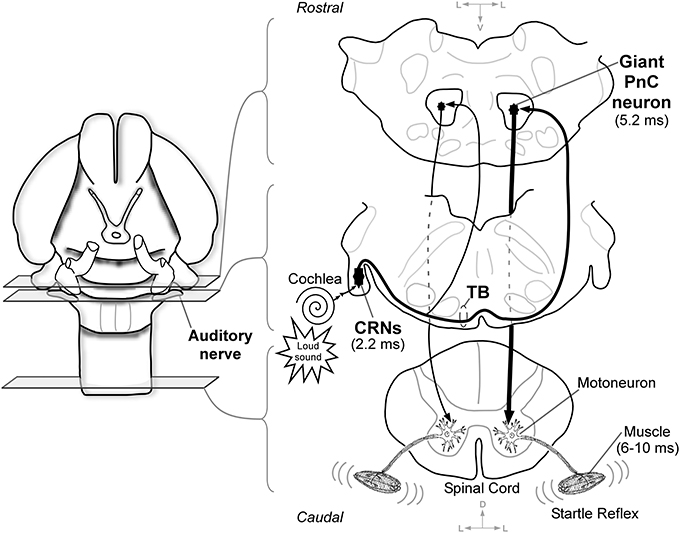 Rostral
L L
V
Giant
PnC
neuron
(5.2 ms)
Cochlea
TB
CRNs
(2.2 ms)
Auditory
nerve
Loud
sound
Motoneuron
Muscle
(6-10 ms)
Spinal Cord
Startle Reflex
D
L L
Caudal